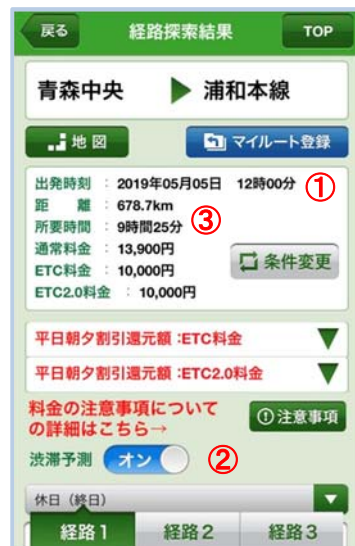 戻る 経路探索結果 TOP
青森中央 ▶ 浦和本線
地図 マイルート登録
出発時刻 : 2019年05月05日 12時00分 ①
距 離 : 678.7km
所要時間 : 9時間25分 ③
通常料金 : 13,900円
ETC料金 : 10,000円 条件変更
ETC2.0料金 : 10,000円
平日朝夕割引還元額:ETC料金 ▼
平日朝夕割引還元額:ETC2.0料金 ▼
料金の注意事項について
の詳細はこちら→ 注意事項
渋滞予測 オン ②
休日(終日) ▼
経路1 経路2 経路3